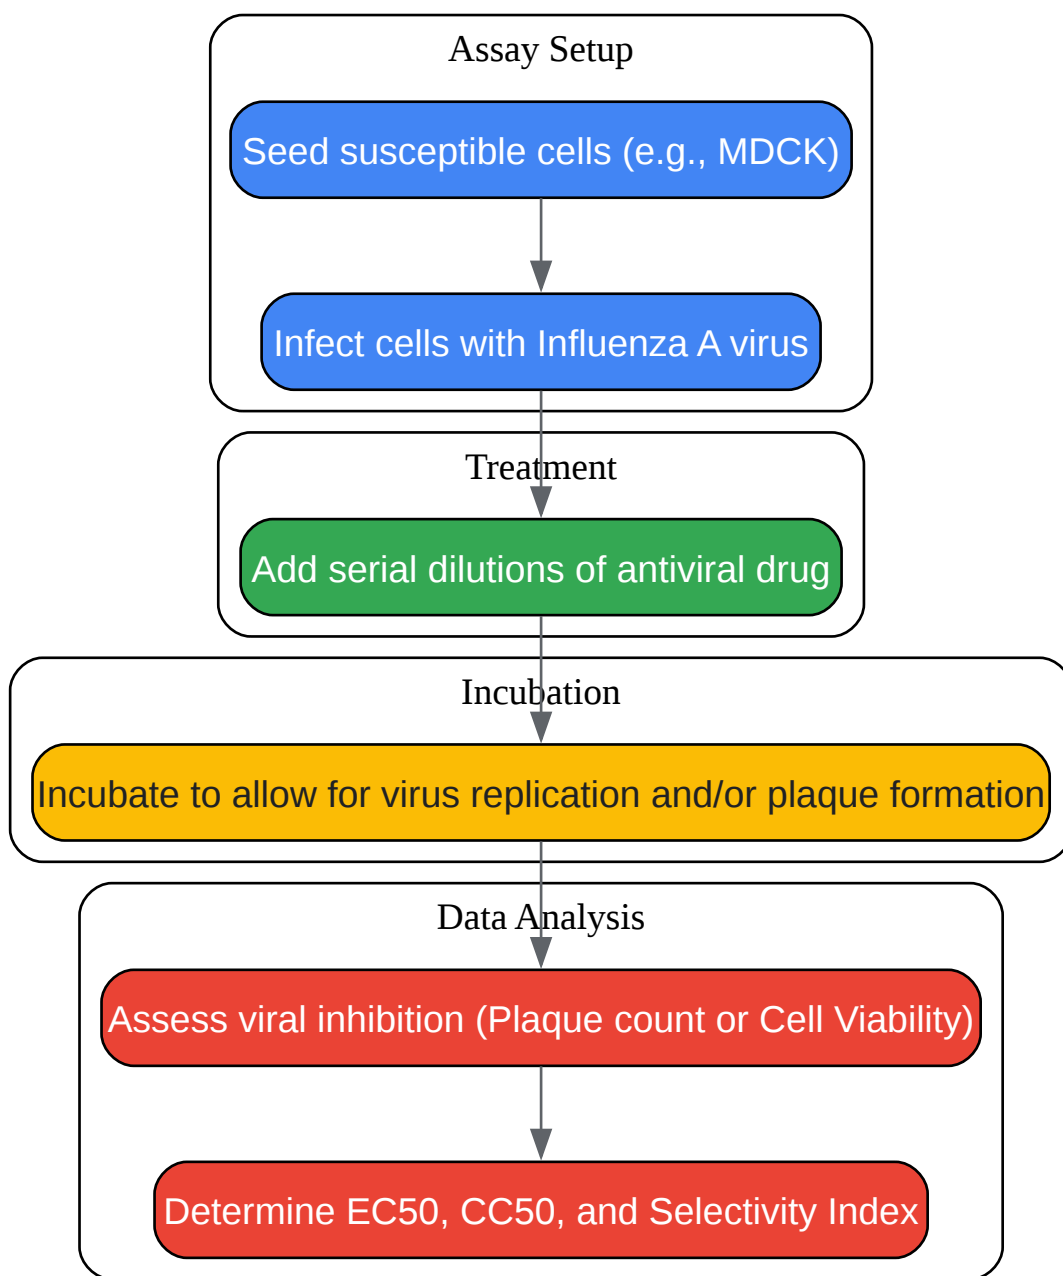 Assay Setup
Seed susceptible cells (e.g., MDCK)
Infect cells with Influenza A virus
Treatment
Add serial dilutions of antiviral drug
Incubation
Incubate to allow for virus replication and/or plaque formation
Data Analysis
Assess viral inhibition (Plaque count or Cell Viability)
Determine EC50, CC50, and Selectivity Index